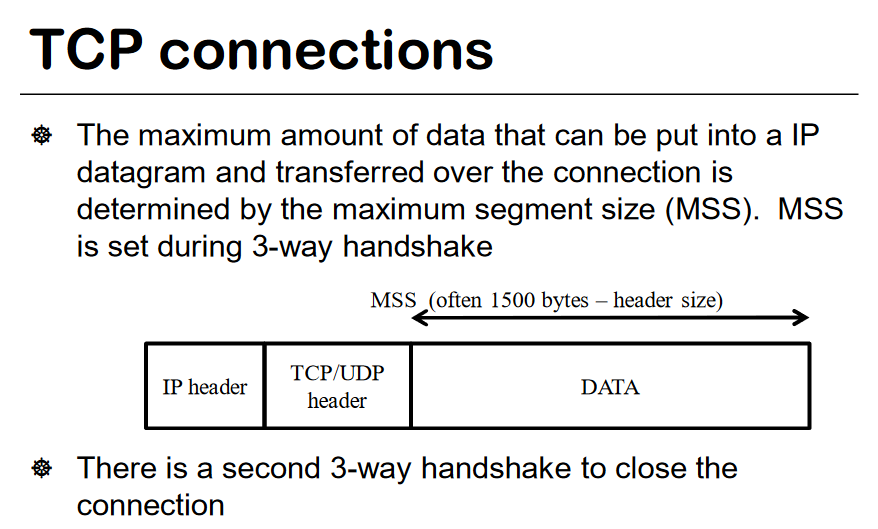 TCP connections
The maximum amount of data that can be put into a IP
datagram and transferred over the connection is
determined by the maximum segment size (MSS).  MSS
is set during 3-way handshake
MSS  (often 1500 bytes – header size)
IP header
TCP/UDP
header
DATA
There is a second 3-way handshake to close the
connection